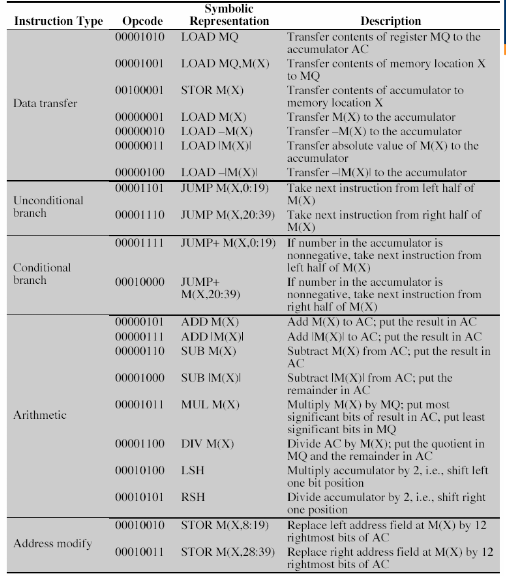 Symbolic
Instruction Type Opcode Representation Description
00001010 LOAD MQ Transfer contents of register MQ to the
accumulator AC
00001001 LOAD MQ,M(X) Transfer contents of memory location X
to MQ
00100001 STOR M(X) Transfer contents of accumulator to
memory location X
Data transfer
00000001 LOAD M(X) Transfer M(X) to the accumulator
00000010 LOAD –M(X) Transfer –M(X) to the accumulator
00000011 LOAD |M(X)| Transfer absolute value of M(X) to the
accumulator
00000100 LOAD –|M(X)| Transfer –|M(X)| to the accumulator
00001101 JUMP M(X,0:19) Take next instruction from left half of
M(X)
Unconditional
branch
00001110 JUMP M(X,20:39) Take next instruction from right half of
M(X)
00001111 JUMP+ M(X,0:19) If number in the accumulator is
nonnegative, take next instruction from
left half of M(X)
Conditional
branch
00010000 JUMP+ If number in the accumulator is
M(X,20:39) nonnegative, take next instruction from
right half of M(X)
00000101 ADD M(X) Add M(X) to AC; put the result in AC
00000111 ADD |M(X)| Add |M(X)| to AC; put the result in AC
00000110 SUB M(X) Subtract M(X) from AC; put the result in
AC
00001000 SUB |M(X)| Subtract |M(X)| from AC; put the
remainder in AC
Arithmetic
00001011 MUL M(X) Multiply M(X) by MQ; put most
significant bits of result in AC, put least
significant bits in MQ
00001100 DIV M(X) Divide AC by M(X); put the quotient in
MQ and the remainder in AC
00010100 LSH Multiply accumulator by 2, i.e., shift left
one bit position
00010101 RSH Divide accumulator by 2, i.e., shift right
one position
00010010 STOR M(X,8:19) Replace left address field at M(X) by 12
rightmost bits of AC
Address modify
00010011 STOR M(X,28:39) Replace right address field at M(X) by 12
rightmost bits of AC